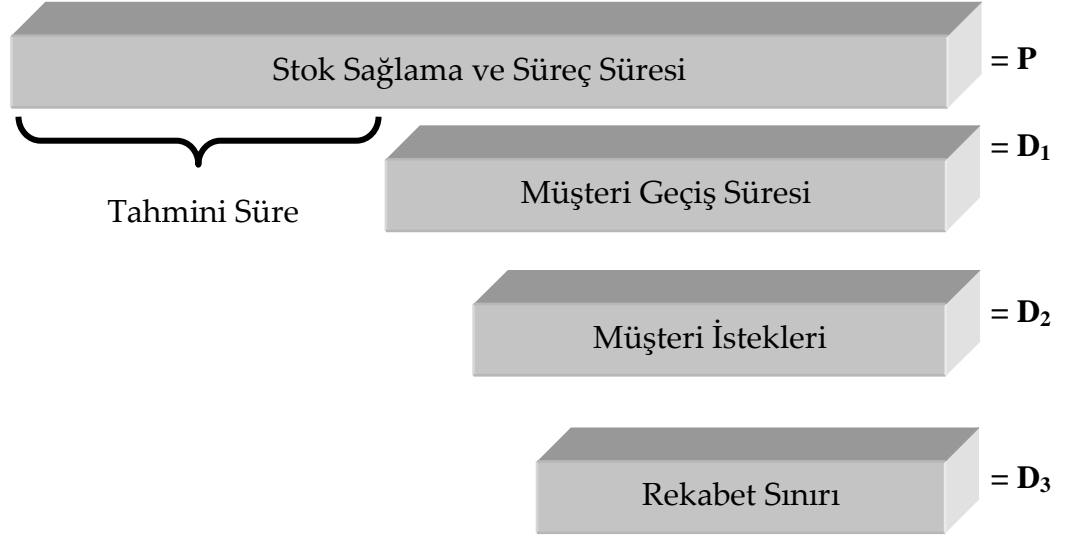 Stok Sağlama ve Süreç Süresi = P
Tahmini Süre
Müşteri Geçiş Süresi = D₁
Müşteri İstekleri = D₂
Rekabet Sınırı = D₃